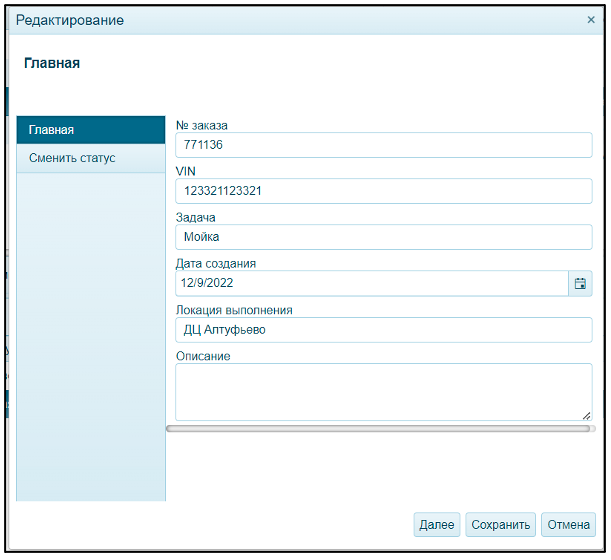 Редактирование
Главная
Главная
Сменить статус
№ заказа
771136
VIN
123321123321
Задача
Мойка
Дата создания
12/9/2022
Локация выполнения
ДЦ Алтуфьево
Описание
Далее Сохранить Отмена